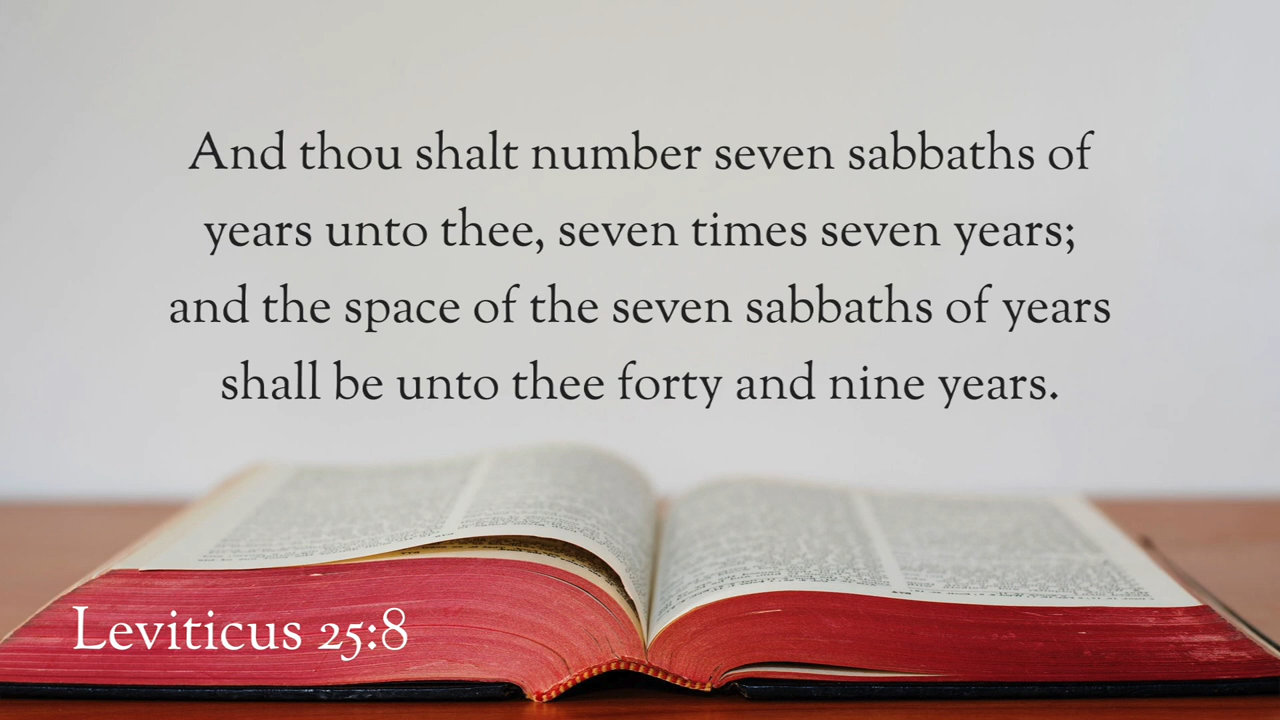 And thou shalt number seven sabbaths of
years unto thee, seven times seven years;
and the space of the seven sabbaths of years
shall be unto thee forty and nine years.
Leviticus 25:8